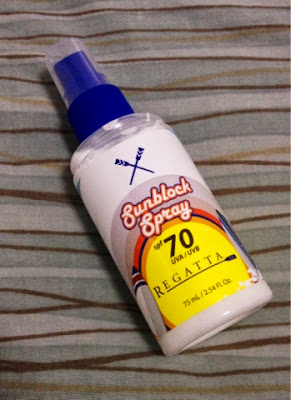 Sunblock
Spray
spf 70
UVA/UVB
REGATTA
75 mL / 2.54 Fl. Oz.